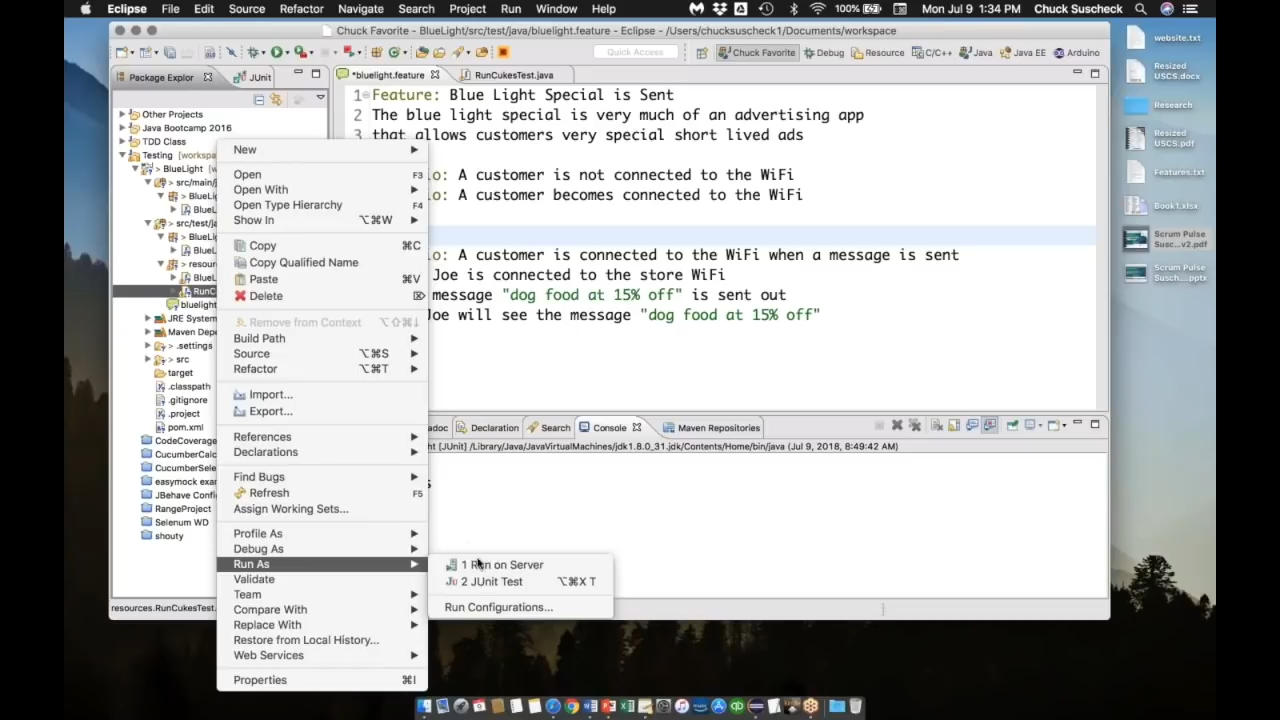 Eclipse File Edit Source Refactor Navigate Search Project Run Window Help 100% Mon Jul 9 1:34 PM Chuck Suscheck
Chuck Favorite - BlueLight/src/test/java/bluelight.feature - Eclipse - /Users/chucksuscheck1/Documents/workspace
Quick Access Chuck Favorite Debug Resource C/C++ Java Java EE Arduino
Package Explor JUnit
Other Projects
Java Bootcamp 2016
TDD Class
Testing [workspa
> BlueLight [w
> src/main/j
> BlueLig
BlueL
> src/test/ja
> BlueLig
BlueL
> resour
BlueL
RunC
bluelight
JRE System
Maven Depe
> .settings
> src
target
.classpath
.gitignore
.project
pom.xml
CodeCoverage
CucumberCalc
CucumberSele
easymock exar
JBehave Config
RangeProject
Selenium WD
shouty
*bluelight.feature RunCukesTest.java
1 Feature: Blue Light Special is Sent
2 The blue light special is very much of an advertising app
3 that allows customers very special short lived ads
io: A customer is not connected to the WiFi
io: A customer becomes connected to the WiFi
io: A customer is connected to the WiFi when a message is sent
Joe is connected to the store WiFi
message "dog food at 15% off" is sent out
Joe will see the message "dog food at 15% off"
New
Open F3
Open With
Open Type Hierarchy F4
Show In ⌥⌘W
Copy ⌘C
Copy Qualified Name
Paste ⌘V
Delete ⌦
Remove from Context ⌥⇧⌘↓
Build Path
Source ⌥⌘S
Refactor ⌥⌘T
Import...
Export...
References
Declarations
Find Bugs
Refresh F5
Assign Working Sets...
Profile As
Debug As
Run As
Validate
Team
Compare With
Replace With
Restore from Local History...
Web Services
Properties ⌘I
1 Run on Server
Ju 2 JUnit Test ⌥⌘X T
Run Configurations...
adoc Declaration Search Console Maven Repositories
t [JUnit] /Library/Java/JavaVirtualMachines/jdk1.8.0_31.jdk/Contents/Home/bin/java (Jul 9, 2018, 8:49:42 AM)
s
resources.RunCukesTest.
website.txt
Resized
USCS.docx
Research
Resized
USCS.pdf
Features.txt
Book1.xlsx
Scrum Pulse
Susc...v2.pdf
Scrum Pulse
Susch....pptx